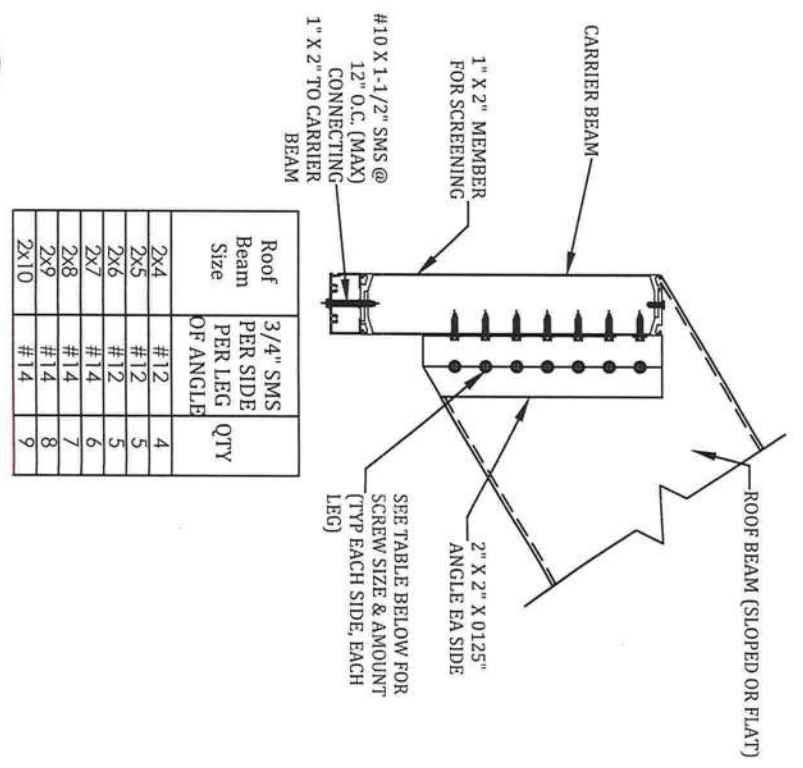 CARRIER BEAM
1" X 2" MEMBER
FOR SCREENING
#10 X 1-1/2" SMS @
12" O.C. (MAX)
CONNECTING
1" X 2" TO CARRIER
BEAM
ROOF BEAM (SLOPED OR FLAT)
2" X 2" X 0125"
ANGLE EA SIDE
SEE TABLE BELOW FOR
SCREW SIZE & AMOUNT
(TYP EACH SIDE, EACH
LEG)
Roof Beam Size 3/4" SMS PER SIDE PER LEG OF ANGLE QTY
2x4 #12 4
2x5 #12 5
2x6 #12 5
2x7 #14 6
2x8 #14 7
2x9 #14 8
2x10 #14 9